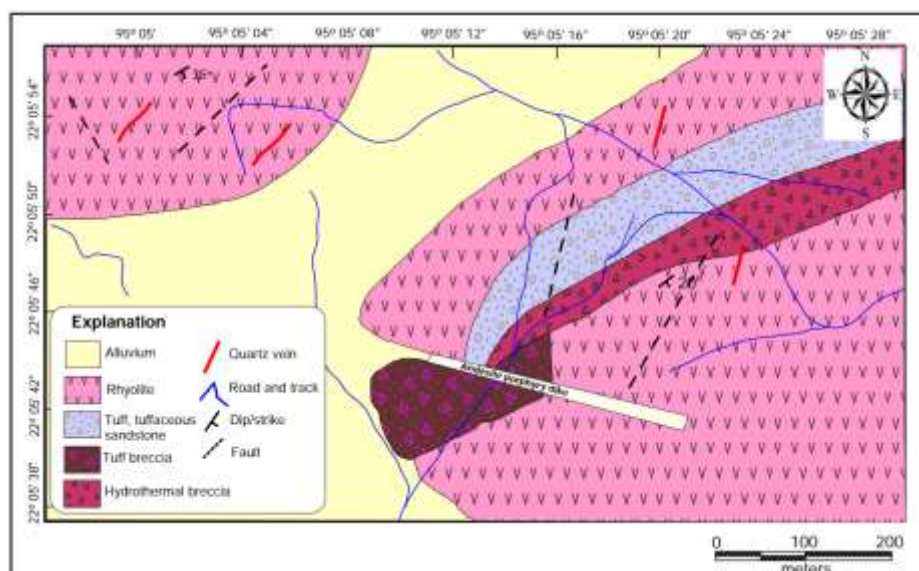 95º 05'
95º 05' 04"
95º 05' 08"
95º 05' 12"
95º 05' 16"
95º 05' 20"
95º 05' 24"
95º 05' 28"
22º 05' 54"
22º 05' 50"
22º 05' 46"
22º 05' 42"
22º 05' 38"
N
W
E
S
Andesite porphyry dike
Explanation
Alluvium
Rhyolite
Tuff, tuffaceous
sandstone
Tuff breccia
Hydrothermal breccia
Quartz vein
Road and track
Dip/strike
Fault
0
100
200
meters